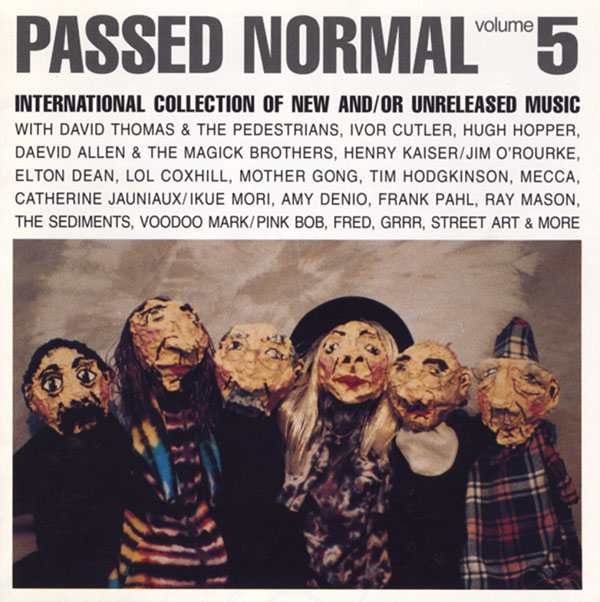 PASSED NORMAL volume 5
INTERNATIONAL COLLECTION OF NEW AND/OR UNRELEASED MUSIC
WITH DAVID THOMAS & THE PEDESTRIANS, IVOR CUTLER, HUGH HOPPER,
DAEVID ALLEN & THE MAGICK BROTHERS, HENRY KAISER/JIM O'ROURKE,
ELTON DEAN, LOL COXHILL, MOTHER GONG, TIM HODGKINSON, MECCA,
CATHERINE JAUNIAUX/IKUE MORI, AMY DENIO, FRANK PAHL, RAY MASON,
THE SEDIMENTS, VOODOO MARK/PINK BOB, FRED, GRRR, STREET ART & MORE